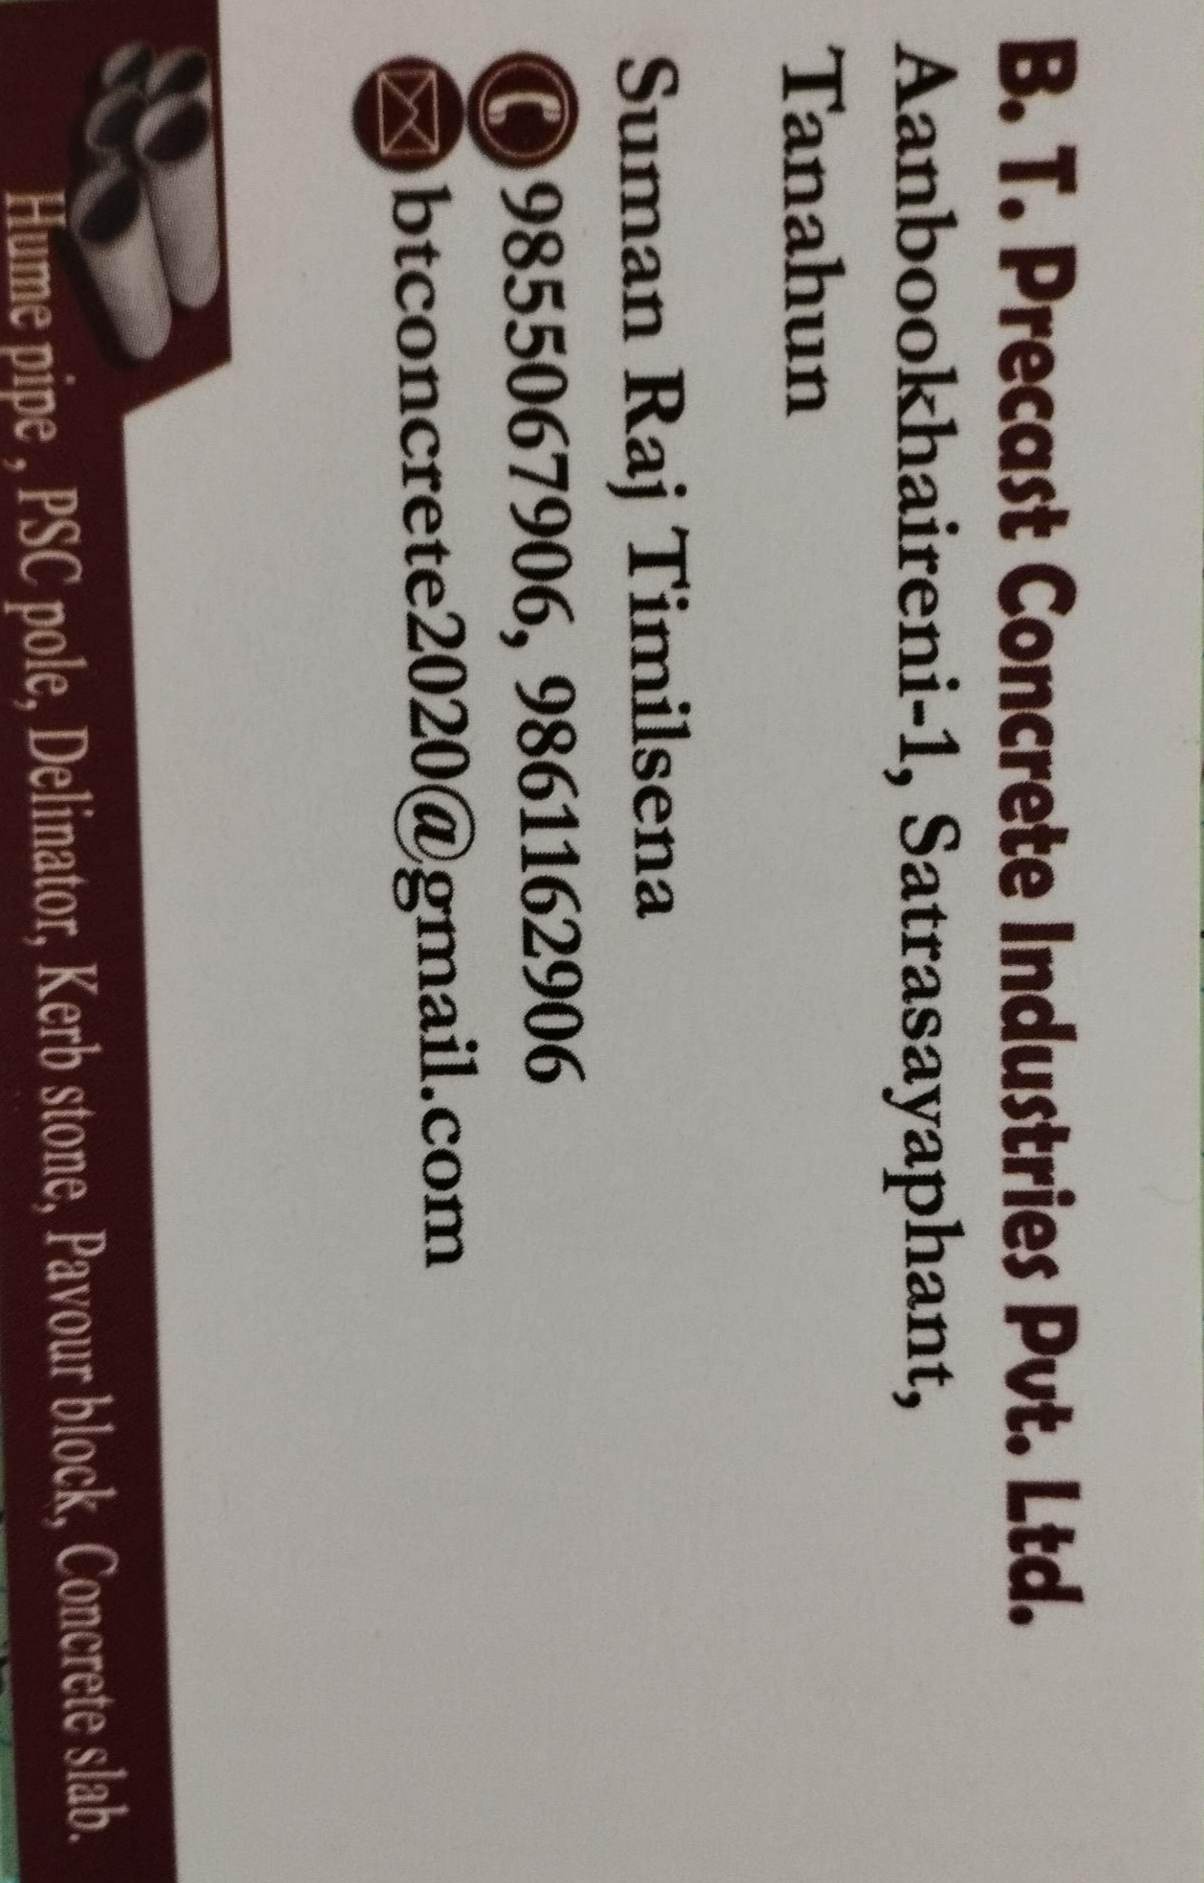 B. T. Precast Concrete Industries Pvt. Ltd.
Aanbookhaireni-1, Satrasayaphant,
Tanahun
Suman Raj Timilsena
9855067906, 9861162906
btconcrete2020@gmail.com
Hume pipe , PSC pole, Delinator, Kerb stone, Pavour block, Concrete slab.